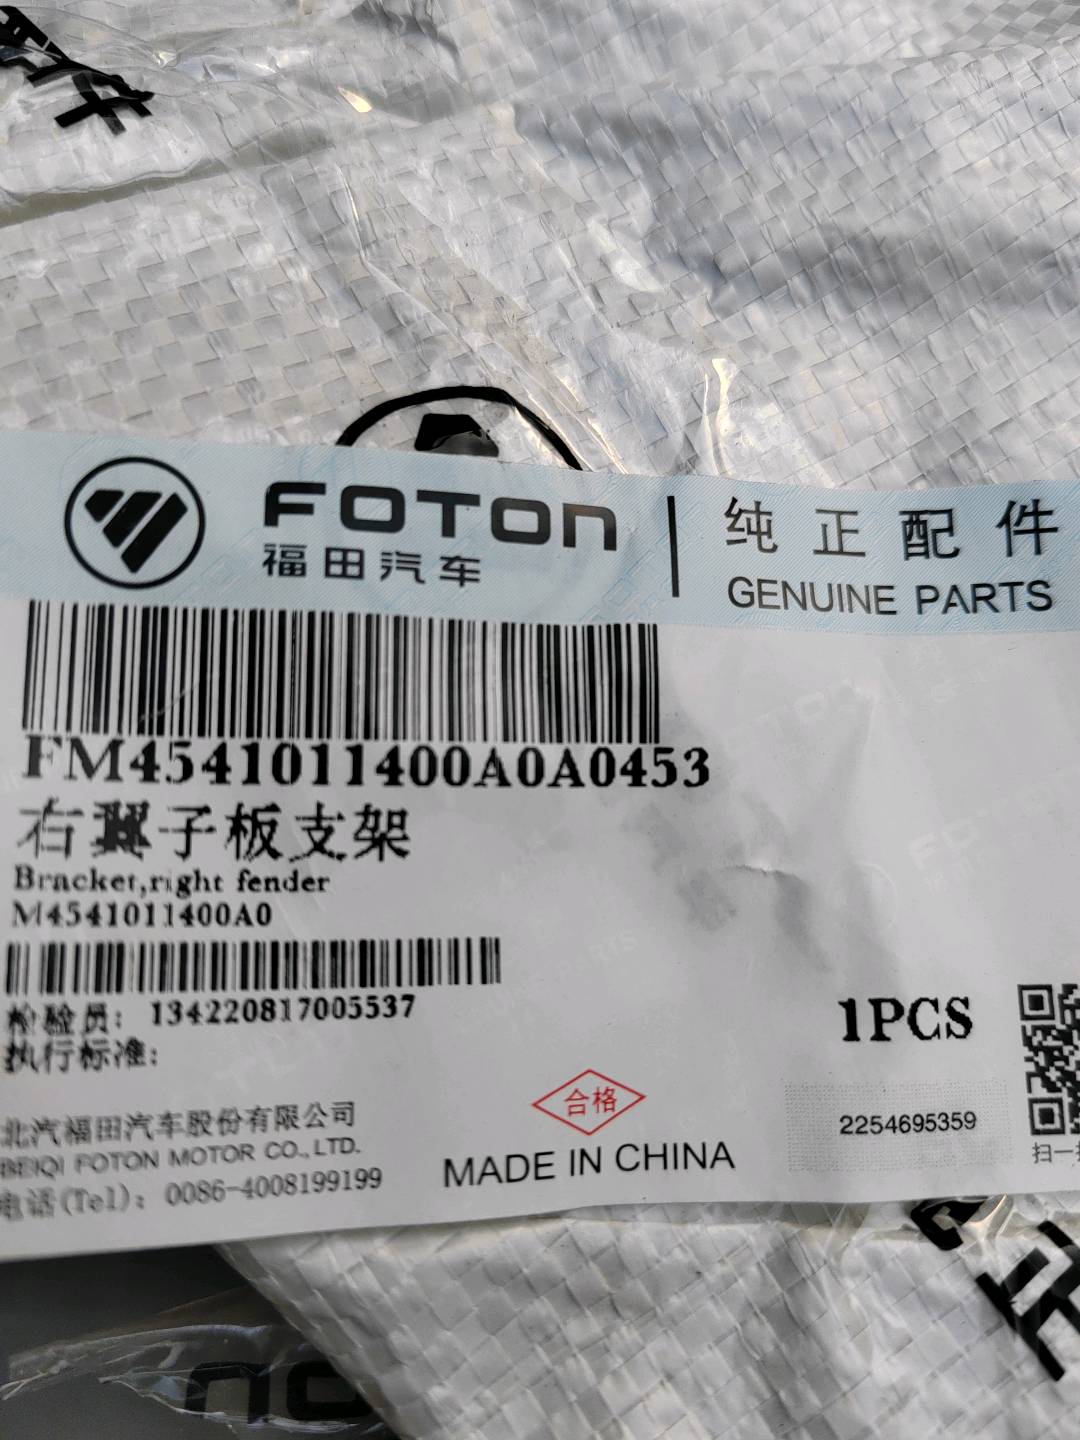 FOTON
福田汽车
纯正配件
GENUINE PARTS
FM4541011400A0A0453
右翼子板支架
Bracket,right fender
M4541011400A0
检验员: 134220817005537
执行标准:
1PCS
合格
2254695359
北汽福田汽车股份有限公司
BEIQI FOTON MOTOR CO., LTD.
电话(Tel): 0086-4008199199
MADE IN CHINA
扫一